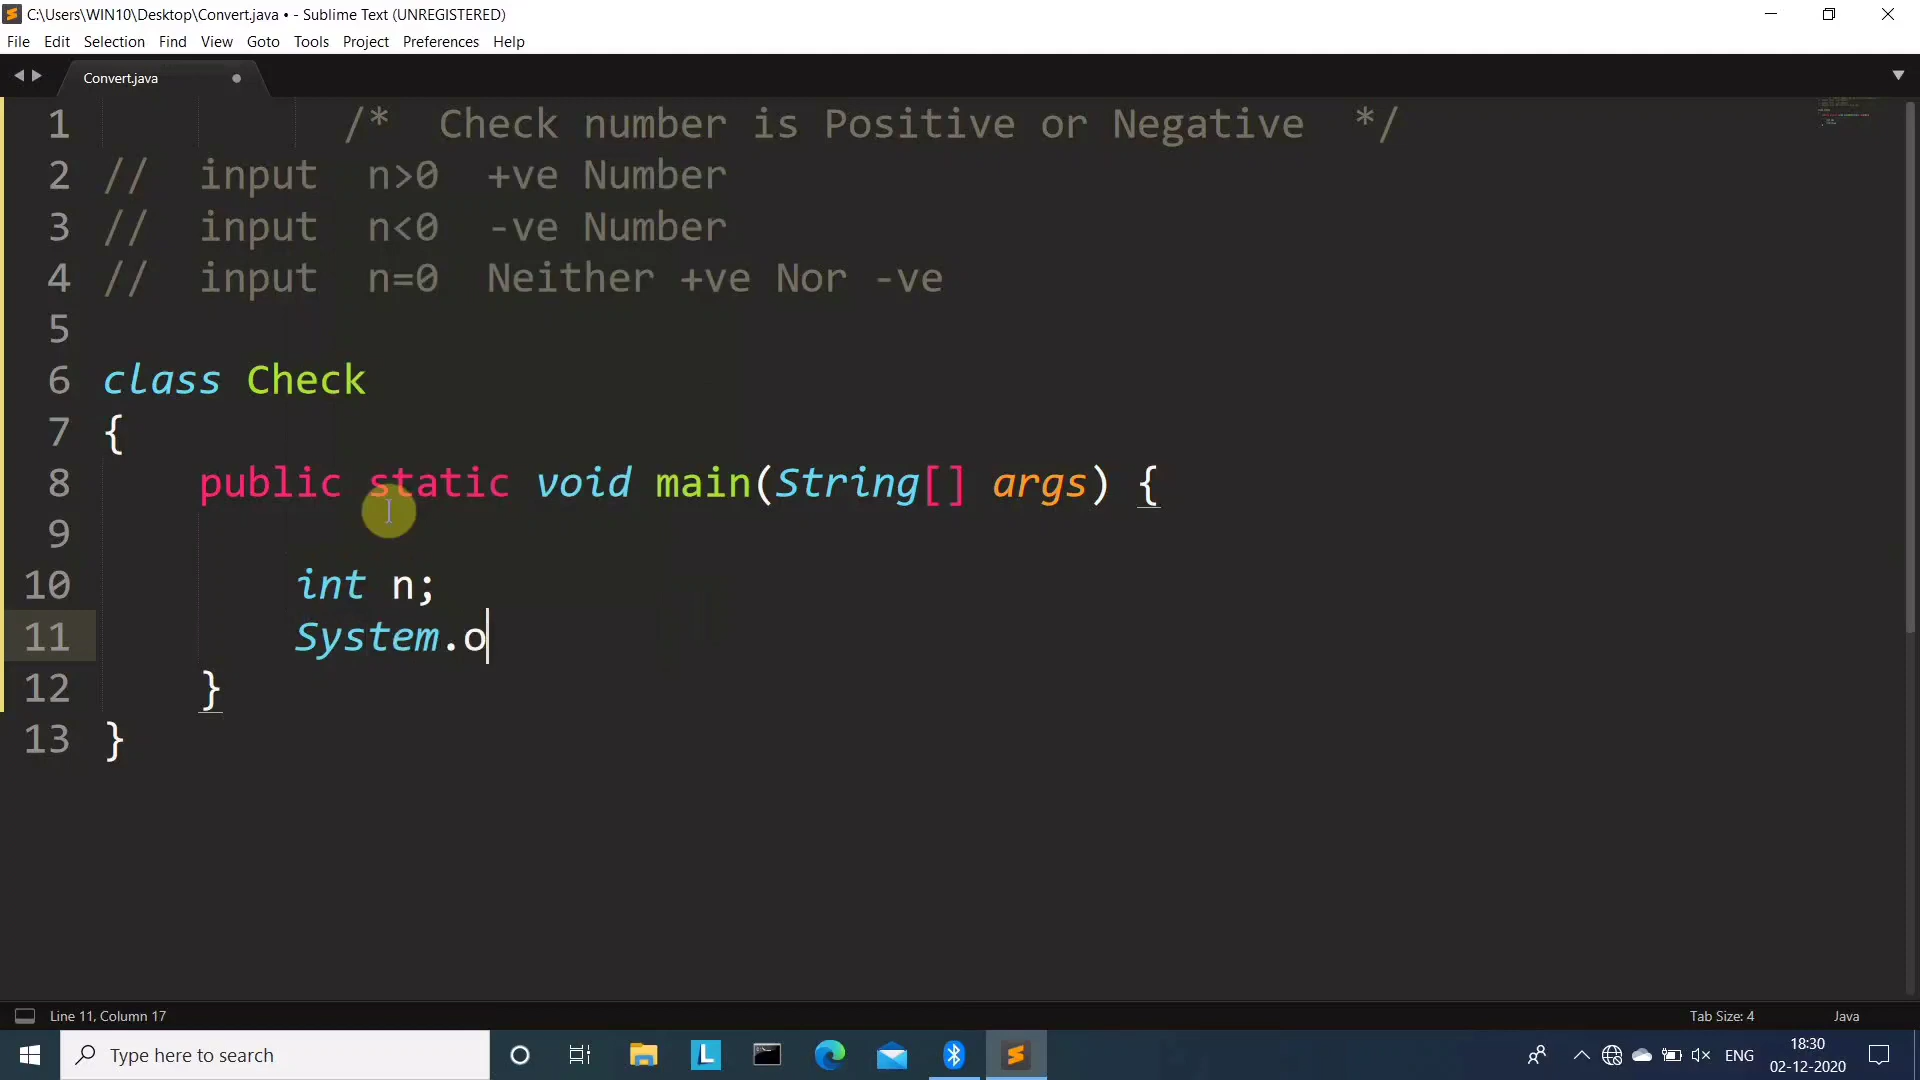 C:\Users\WIN10\Desktop\Convert.java • - Sublime Text (UNREGISTERED)
File Edit Selection Find View Goto Tools Project Preferences Help
Convert.java
1 /* Check number is Positive or Negative */
2 // input n>0 +ve Number
3 // input n<0 -ve Number
4 // input n=0 Neither +ve Nor -ve
5
6 class Check
7 {
8 public static void main(String[] args) {
9
10 int n;
11 System.o
12 }
13 }
Line 11, Column 17 Tab Size: 4 Java
Type here to search
L
ENG
18:30
02-12-2020